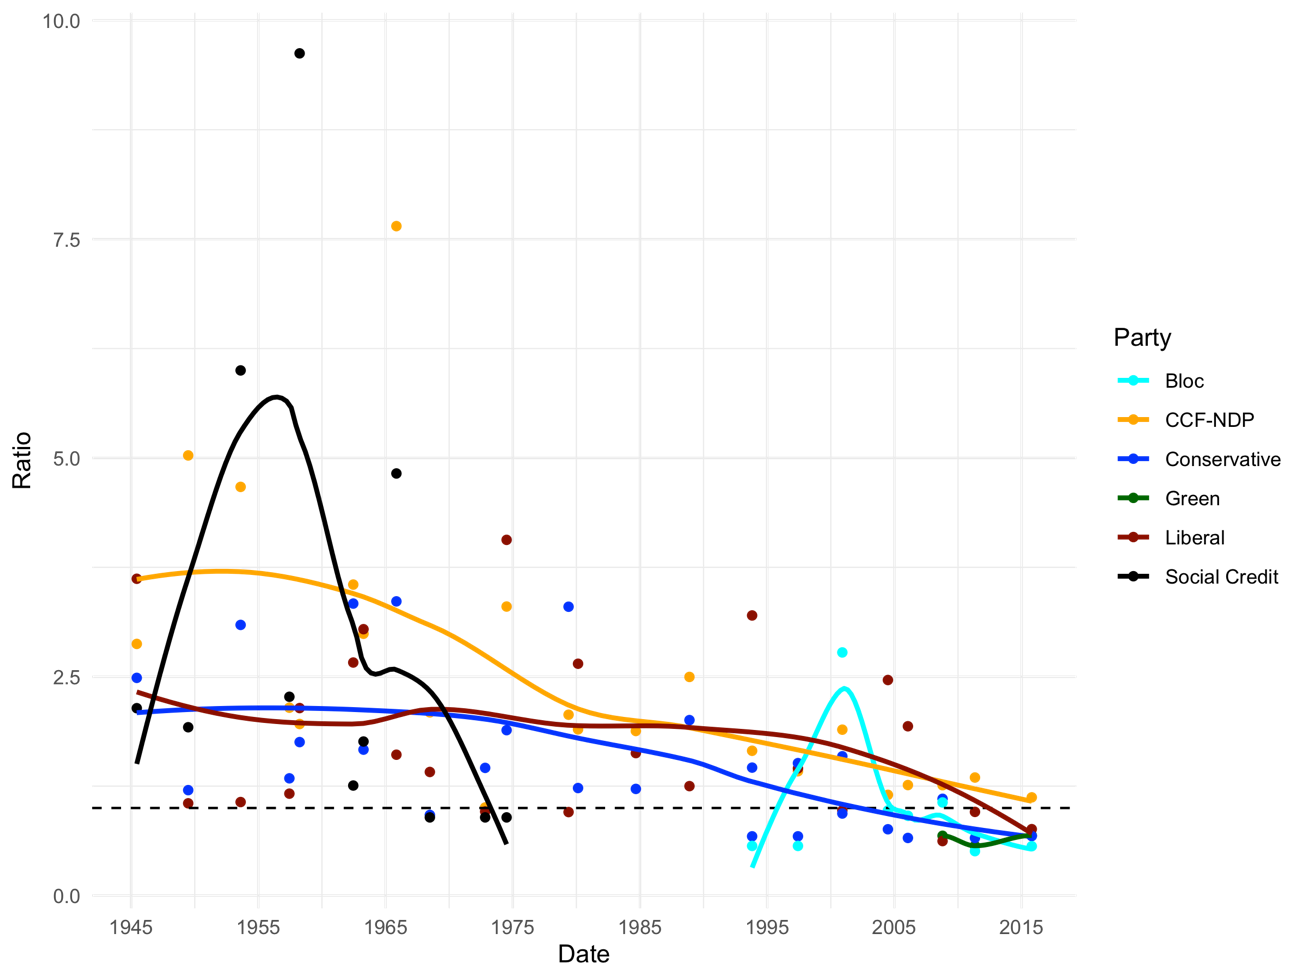 10.0
7.5
5.0
2.5
0.0
Ratio
1945 1955 1965 1975 1985 1995 2005 2015
Date
Party
Bloc
CCF-NDP
Conservative
Green
Liberal
Social Credit